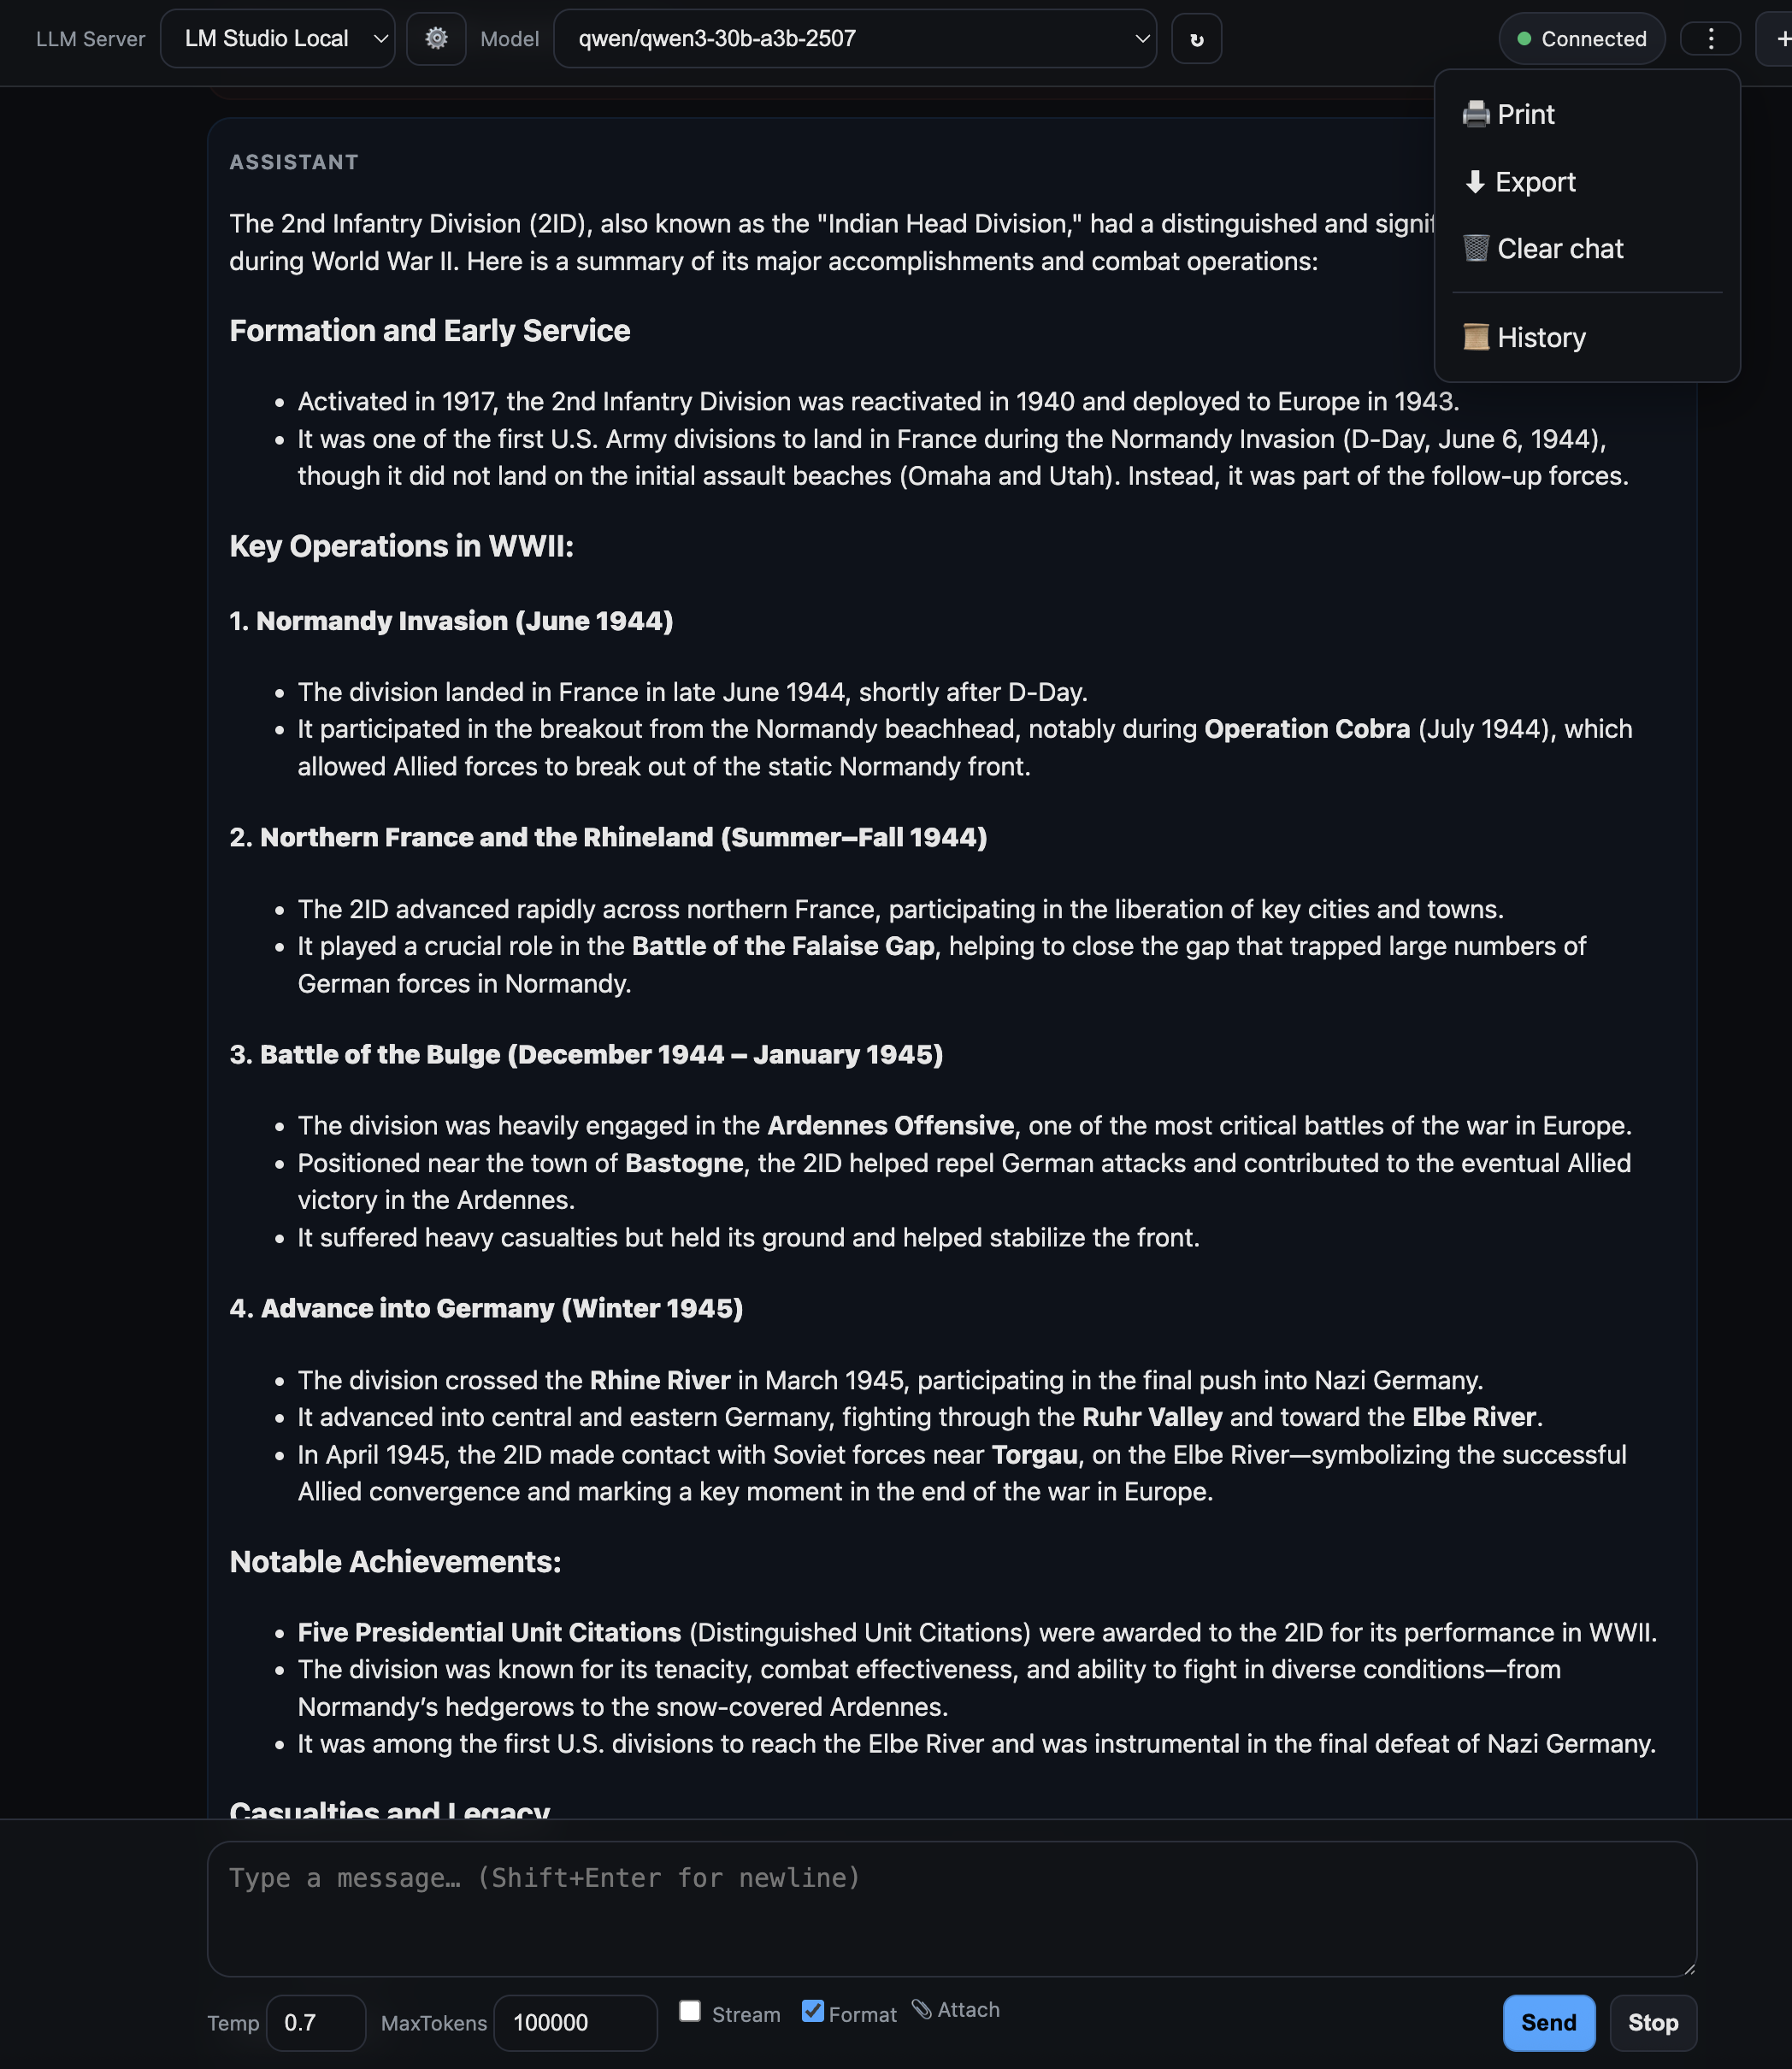 LLM Server LM Studio Local Model qwen/qwen3-30b-a3b-2507 Connected
Print
Export
Clear chat
History
ASSISTANT
The 2nd Infantry Division (2ID), also known as the "Indian Head Division," had a distinguished and signif
during World War II. Here is a summary of its major accomplishments and combat operations:
Formation and Early Service
• Activated in 1917, the 2nd Infantry Division was reactivated in 1940 and deployed to Europe in 1943.
• It was one of the first U.S. Army divisions to land in France during the Normandy Invasion (D-Day, June 6, 1944),
though it did not land on the initial assault beaches (Omaha and Utah). Instead, it was part of the follow-up forces.
Key Operations in WWII:
1. Normandy Invasion (June 1944)
• The division landed in France in late June 1944, shortly after D-Day.
• It participated in the breakout from the Normandy beachhead, notably during Operation Cobra (July 1944), which
allowed Allied forces to break out of the static Normandy front.
2. Northern France and the Rhineland (Summer–Fall 1944)
• The 2ID advanced rapidly across northern France, participating in the liberation of key cities and towns.
• It played a crucial role in the Battle of the Falaise Gap, helping to close the gap that trapped large numbers of
German forces in Normandy.
3. Battle of the Bulge (December 1944 – January 1945)
• The division was heavily engaged in the Ardennes Offensive, one of the most critical battles of the war in Europe.
• Positioned near the town of Bastogne, the 2ID helped repel German attacks and contributed to the eventual Allied
victory in the Ardennes.
• It suffered heavy casualties but held its ground and helped stabilize the front.
4. Advance into Germany (Winter 1945)
• The division crossed the Rhine River in March 1945, participating in the final push into Nazi Germany.
• It advanced into central and eastern Germany, fighting through the Ruhr Valley and toward the Elbe River.
• In April 1945, the 2ID made contact with Soviet forces near Torgau, on the Elbe River—symbolizing the successful
Allied convergence and marking a key moment in the end of the war in Europe.
Notable Achievements:
• Five Presidential Unit Citations (Distinguished Unit Citations) were awarded to the 2ID for its performance in WWII.
• The division was known for its tenacity, combat effectiveness, and ability to fight in diverse conditions—from
Normandy’s hedgerows to the snow-covered Ardennes.
• It was among the first U.S. divisions to reach the Elbe River and was instrumental in the final defeat of Nazi Germany.
Casualties and Legacy
Type a message… (Shift+Enter for newline)
Temp 0.7 MaxTokens 100000 Stream Format Attach Send Stop